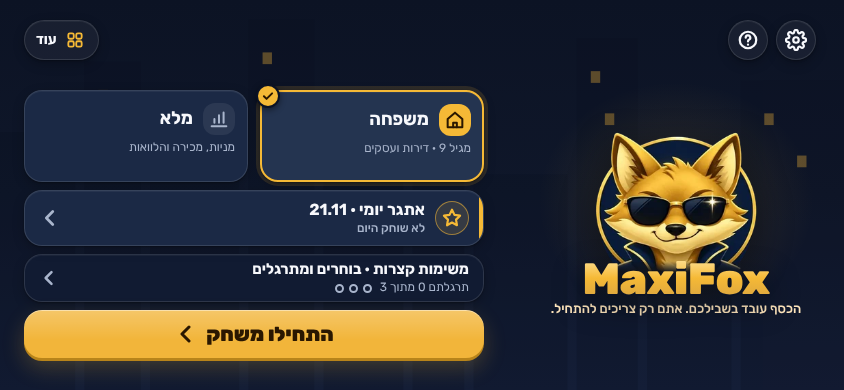 עוד
משפחה
מגיל 9 • דירות ועסקים
מלא
מניות, מכירה והלוואות
אתגר יומי • 21.11
לא שוחק היום
משימות קצרות • בוחרים ומתרגלים
תרגלתם 0 מתוך 3
התחילו משחק
MaxiFox
הכסף עובד בשבילכם. אתם רק צריכים להתחיל.